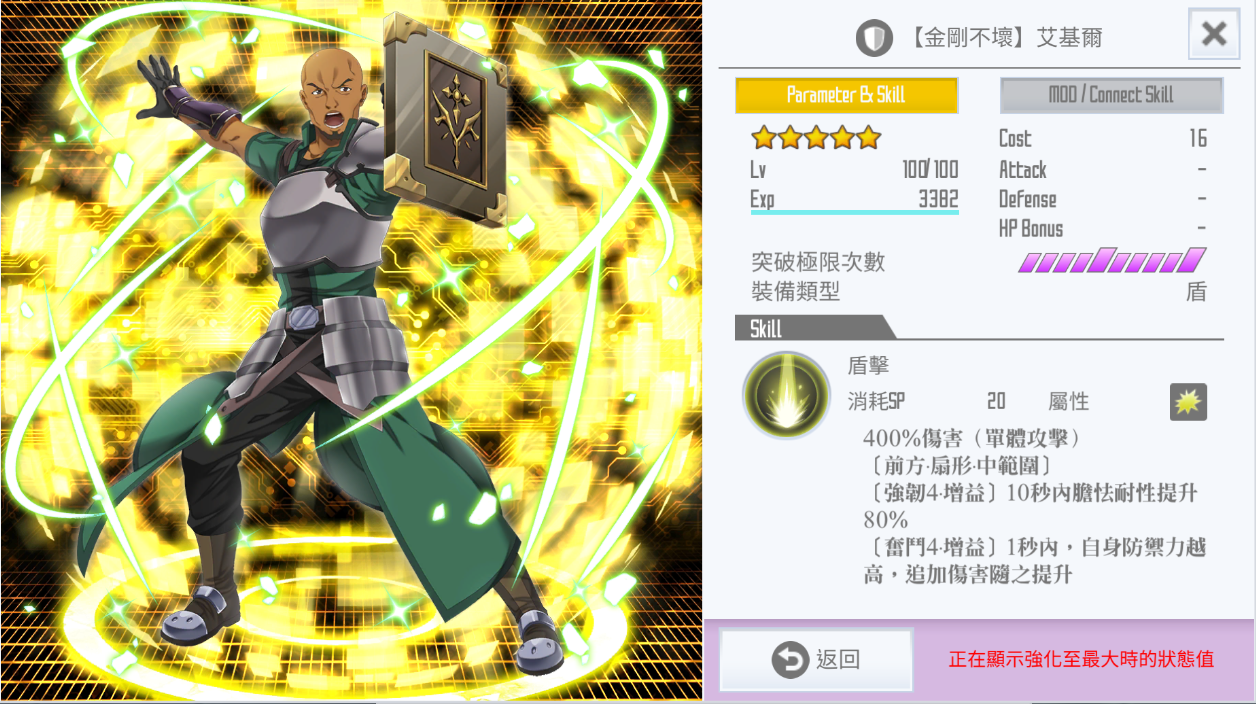 【金剛不壞】艾基爾
Parameter & Skill
MOD / Connect Skill
Lv 100/100
Exp 3382
Cost 16
Attack -
Defense -
HP Bonus -
突破極限次數
裝備類型 盾
Skill
盾擊
消耗SP 20 屬性
400%傷害（單體攻擊）
〔前方·扇形·中範圍〕
〔強韌4·增益〕10秒內膽怯耐性提升
80%
〔奮鬥4·增益〕1秒內，自身防禦力越
高，追加傷害隨之提升
返回
正在顯示強化至最大時的狀態值